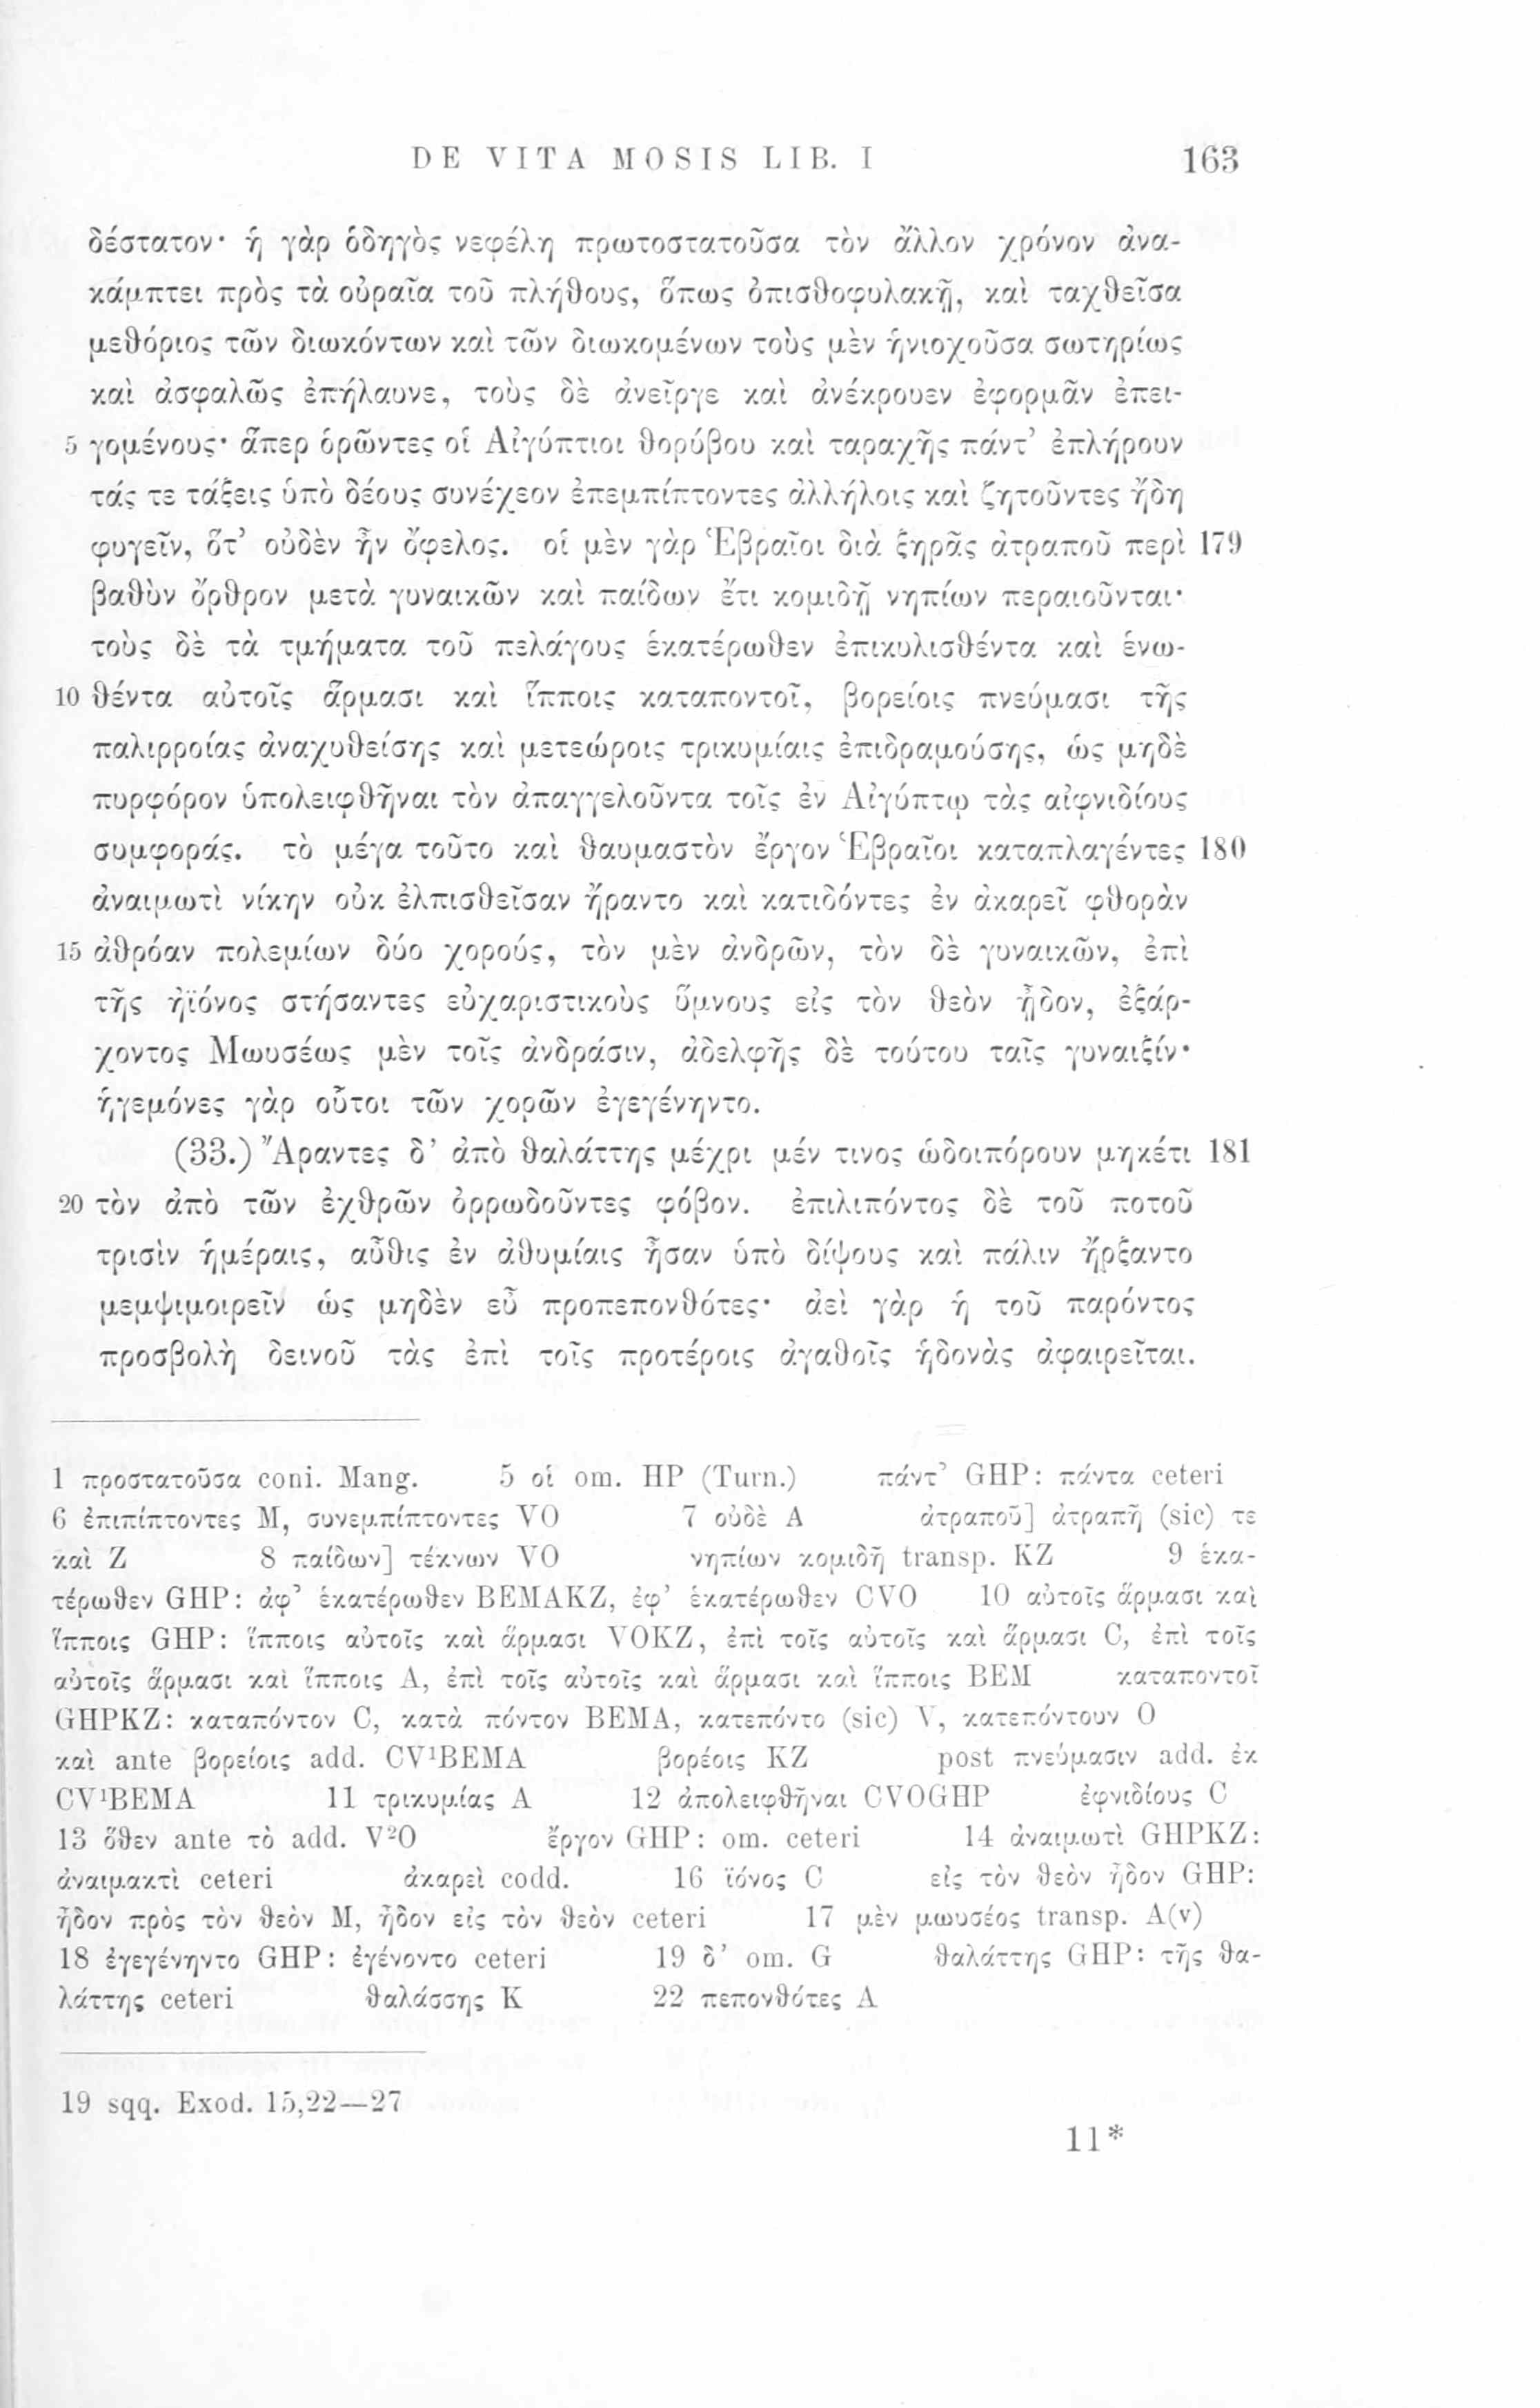 DE VITA MOSIS LIB. I 163
δέστατον· ἡ γὰρ ὁδηγὸς νεφέλη πρωτοστατοῦσα τὸν ἄλλον χρόνον ἀνα-
κάμπτει πρὸς τὰ οὐραῖα τοῦ πλήθους, ὅπως ὀπισθοφυλακῇ, καὶ ταχθεῖσα
μεθόριος τῶν διωκόντων καὶ τῶν διωκομένων τοὺς μὲν ἡνιοχοῦσα σωτηρίως
καὶ ἀσφαλῶς ἐπήλαυνε, τοὺς δὲ ἀνεῖργε καὶ ἀνέκρουεν ἐφορμᾶν ἐπει-
5 γομένους· ἅπερ ὁρῶντες οἱ Αἰγύπτιοι θορύβου καὶ ταραχῆς πάντ’ ἐπλήρουν
τάς τε τάξεις ὑπὸ δέους συνέχεον ἐπεμπίπτοντες ἀλλήλοις καὶ ζητοῦντες ἤδη
φυγεῖν, ὅτ’ οὐδὲν ἦν ὄφελος. οἱ μὲν γὰρ Ἑβραῖοι διὰ ξηρᾶς ἀτραποῦ περὶ 179
βαθὺν ὄρθρον μετὰ γυναικῶν καὶ παίδων ἔτι κομιδῇ νηπίων περαιοῦνται·
τοὺς δὲ τὰ τμήματα τοῦ πελάγους ἑκατέρωθεν ἐπικυλισθέντα καὶ ἑνω-
10 θέντα αὐτοῖς ἅρμασι καὶ ἵπποις καταποντοῖ, βορείοις πνεύμασι τῆς
παλιρροίας ἀναχυθείσης καὶ μετεώροις τρικυμίαις ἐπιδραμούσης, ὡς μηδὲ
πυρφόρον ὑπολειφθῆναι τὸν ἀπαγγελοῦντα τοῖς ἐν Αἰγύπτῳ τὰς αἰφνιδίους
συμφοράς. τὸ μέγα τοῦτο καὶ θαυμαστὸν ἔργον Ἑβραῖοι καταπλαγέντες 180
ἀναιμωτὶ νίκην οὐκ ἐλπισθεῖσαν ἤραντο καὶ κατιδόντες ἐν ἀκαρεῖ φθορὰν
15 ἀθρόαν πολεμίων δύο χορούς, τὸν μὲν ἀνδρῶν, τὸν δὲ γυναικῶν, ἐπὶ
τῆς ἠϊόνος στήσαντες εὐχαριστικοὺς ὕμνους εἰς τὸν θεὸν ᾖδον, ἐξάρ-
χοντος Μωυσέως μὲν τοῖς ἀνδράσιν, ἀδελφῆς δὲ τούτου ταῖς γυναιξίν·
ἡγεμόνες γὰρ οὗτοι τῶν χορῶν ἐγεγένηντο.
(33.) Ἄραντες δ’ ἀπὸ θαλάττης μέχρι μέν τινος ὡδοιπόρουν μηκέτι 181
20 τὸν ἀπὸ τῶν ἐχθρῶν ὀρρωδοῦντες φόβον. ἐπιλιπόντος δὲ τοῦ ποτοῦ
τρισὶν ἡμέραις, αὖθις ἐν ἀθυμίαις ἦσαν ὑπὸ δίψους καὶ πάλιν ἤρξαντο
μεμψιμοιρεῖν ὡς μηδὲν εὖ προπεπονθότες· ἀεὶ γὰρ ἡ τοῦ παρόντος
προσβολὴ δεινοῦ τὰς ἐπὶ τοῖς προτέροις ἀγαθοῖς ἡδονὰς ἀφαιρεῖται.
1 προστατοῦσα coni. Mang. 5 οἱ om. HP (Turn.) πάντ’ GHP: πάντα ceteri
6 ἐπιπίπτοντες M, συνεμπίπτοντες VO 7 οὐδὲ A ἀτραποῦ] ἀτραπῆ (sic) τε
καὶ Z 8 παίδων] τέκνων VO νηπίων κομιδῆ transp. KZ 9 ἑκα-
τέρωθεν GHP: ἀφ’ ἑκατέρωθεν BEMAKZ, ἐφ’ ἑκατέρωθεν CVO 10 αὐτοῖς ἅρμασι καὶ
ἵπποις GHP: ἵπποις αὐτοῖς καὶ ἅρμασι VOKZ, ἐπὶ τοῖς αὐτοῖς καὶ ἅρμασι C, ἐπὶ τοῖς
αὐτοῖς ἅρμασι καὶ ἵπποις A, ἐπὶ τοῖς αὐτοῖς καὶ ἅρμασι καὶ ἵπποις BEM καταποντοῖ
GHPKZ: καταπόντον C, κατὰ πόντον BEMA, κατεπόντο (sic) V, κατεπόντουν O
καὶ ante βορείοις add. CV¹BEMA βορέοις KZ post πνεύμασιν add. ἐκ
CV¹BEMA 11 τρικυμίας A 12 ἀπολειφθῆναι CVOGHP ἐφνιδίους C
13 ὅθεν ante τὸ add. V²O ἔργον GHP: om. ceteri 14 ἀναιμωτὶ GHPKZ:
ἀναιμακτὶ ceteri ἀκαρεὶ codd. 16 ϊόνος C εἰς τὸν θεὸν ᾖδον GHP:
ᾖδον πρὸς τὸν θεὸν M, ᾖδον εἰς τὸν θεὸν ceteri 17 μὲν μωυσέος transp. A(v)
18 ἐγεγένηντο GHP: ἐγένοντο ceteri 19 δ’ om. G θαλάττης GHP: τῆς θα-
λάττης ceteri θαλάσσης K 22 πεπονθότες A
19 sqq. Exod. 15,22—27
11*